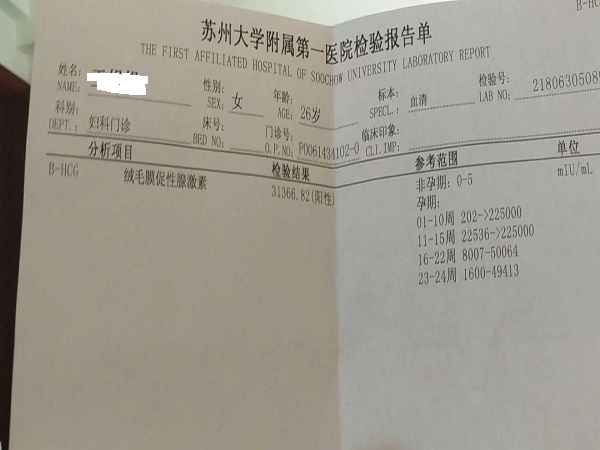 B-HC
苏州大学附属第一医院检验报告单
THE FIRST AFFILIATED HOSPITAL OF SOOCHOW UNIVERSITY LABORATORY REPORT
姓名: 性别: 年龄: 标本: 检验号:
NAME: SEX: 女 AGE: 26岁 SPECL.: 血清 LAB NO: 2180630508
科别: 床号: 门诊号: 临床印象:
DEPT.: 妇科门诊 BED NO: O.P.NO: P0061434102-0 CLI.IMP:
分析项目 检验结果 参考范围 单位
B-HCG 绒毛膜促性腺激素 31366.82(阳性) 非孕期: 0-5 mIU/mL
孕期:
01-10周 202->225000
11-15周 22536->225000
16-22周 8007-50064
23-24周 1600-49413